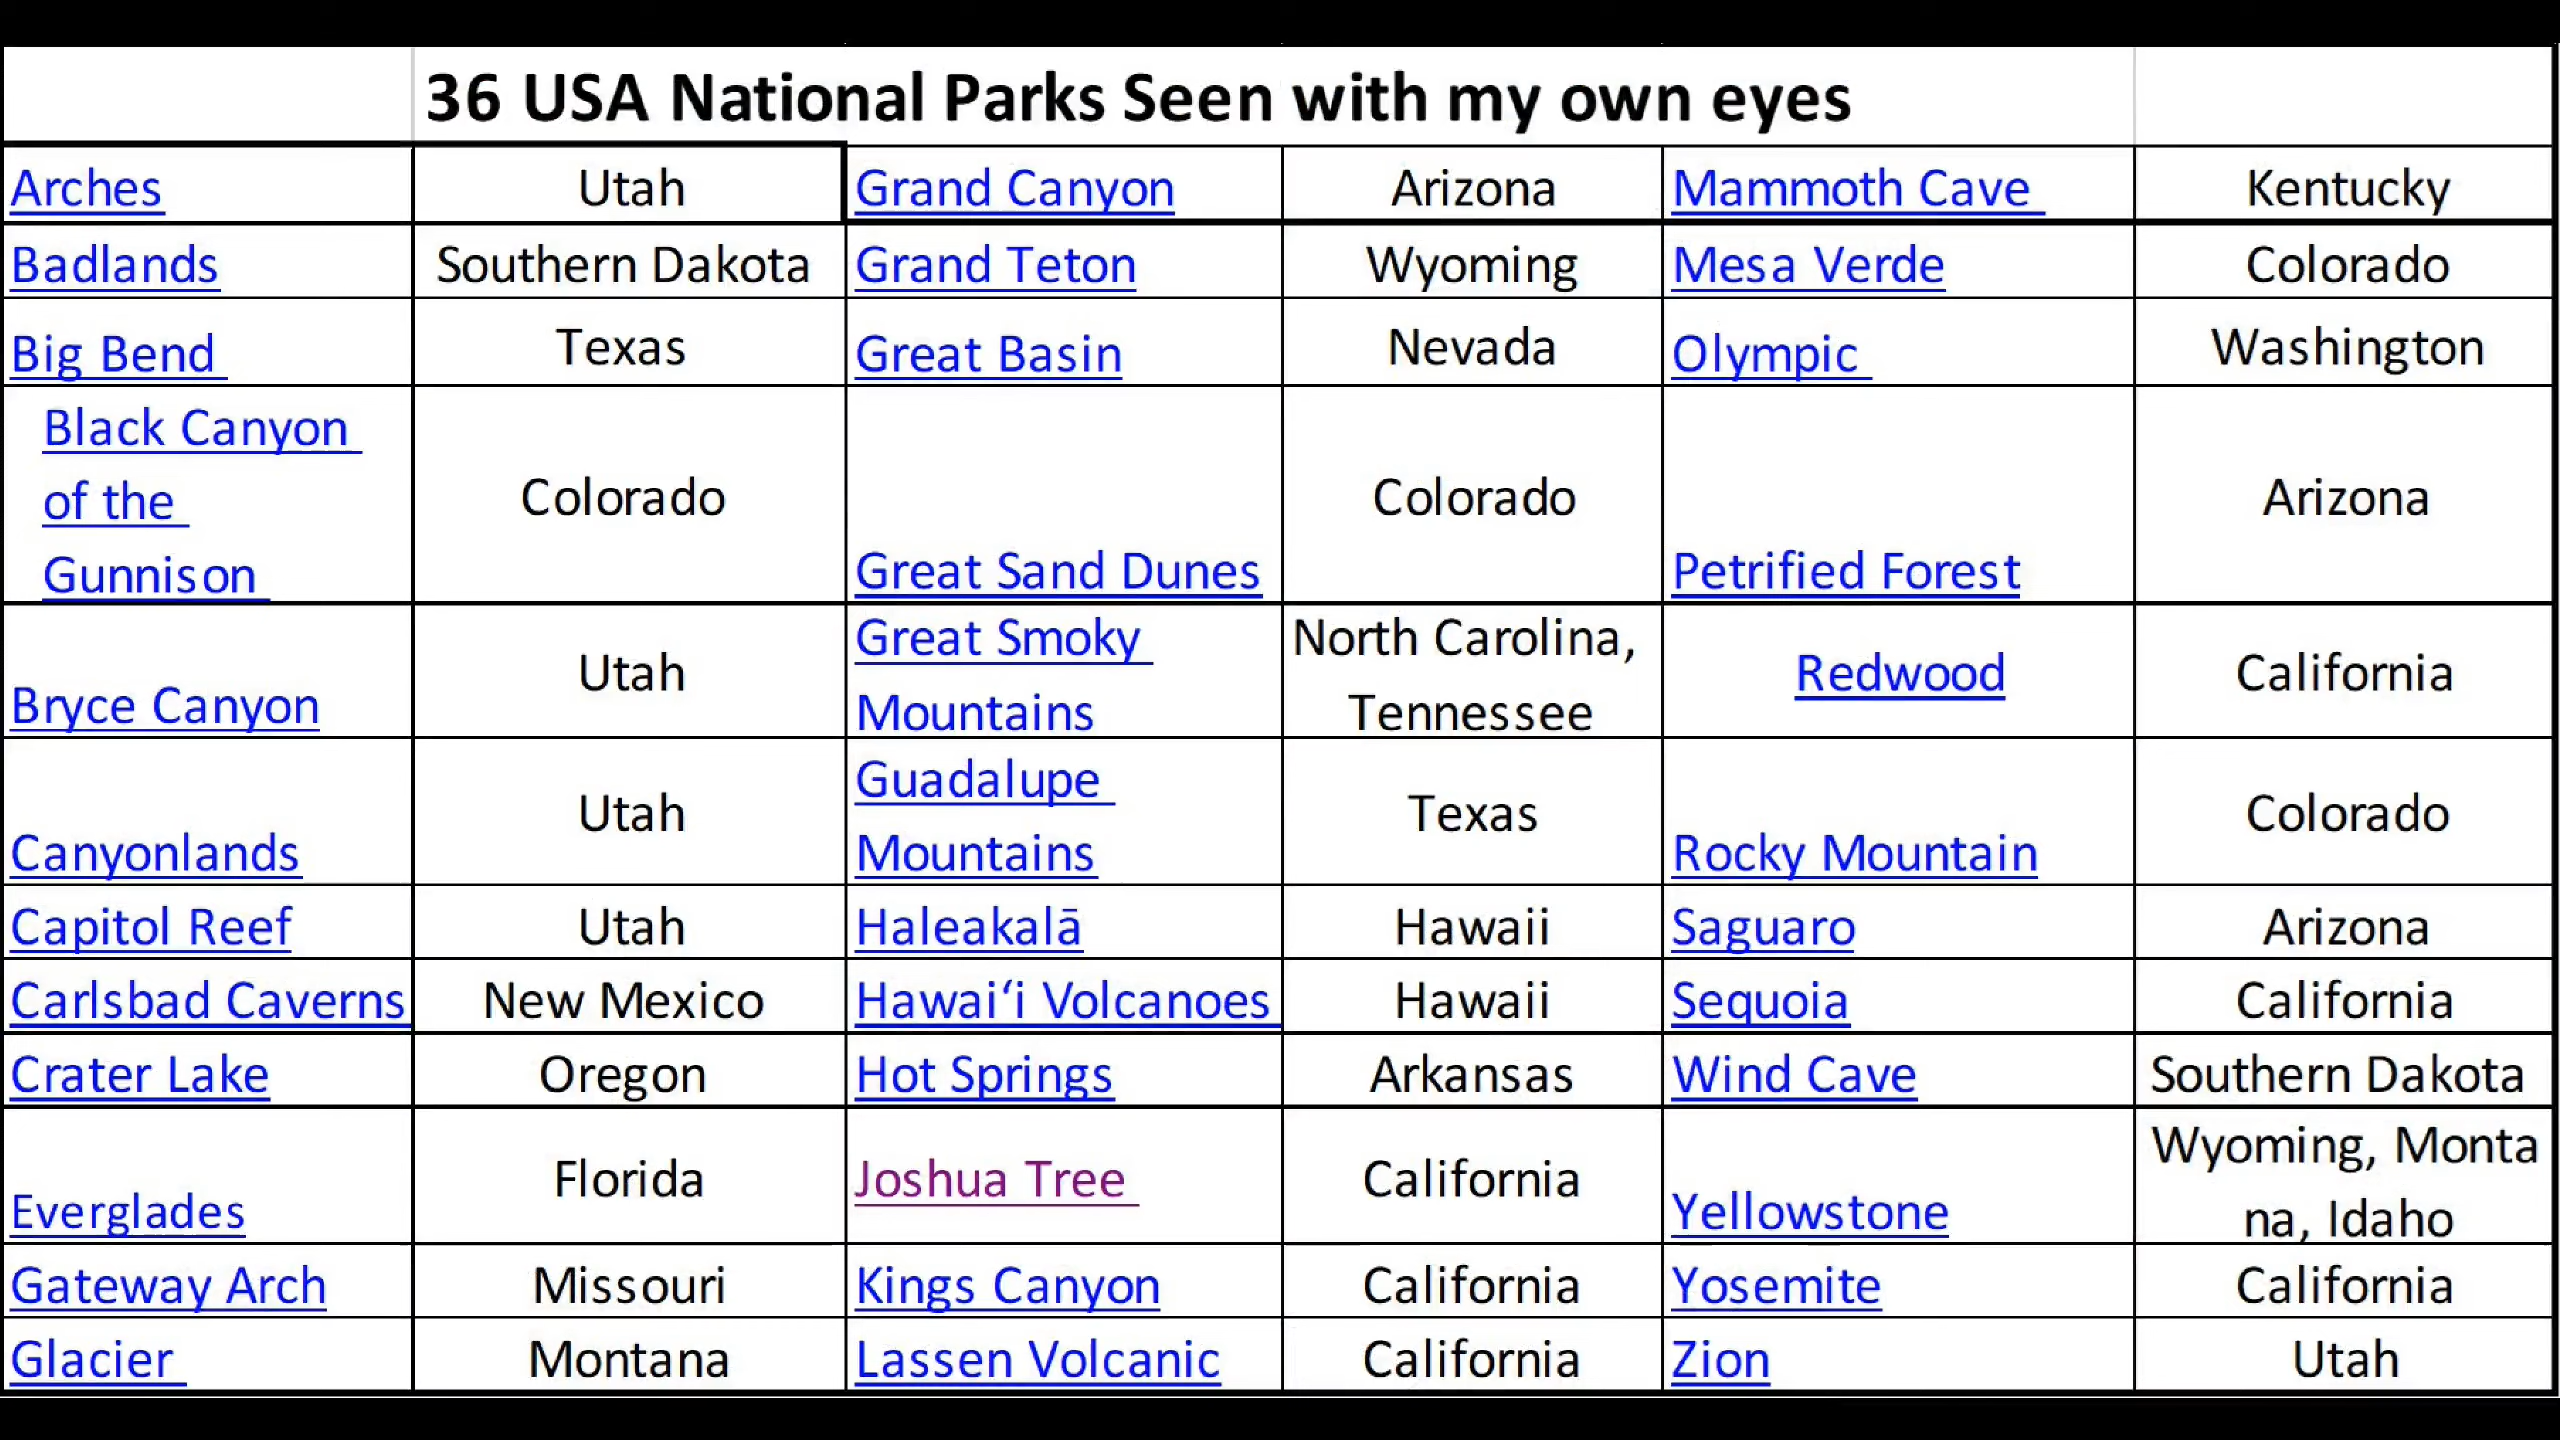 36 USA National Parks Seen with my own eyes
Arches Utah Grand Canyon Arizona Mammoth Cave Kentucky
Badlands Southern Dakota Grand Teton Wyoming Mesa Verde Colorado
Big Bend Texas Great Basin Nevada Olympic Washington
Black Canyon
of the
Gunnison
Colorado
Great Sand Dunes
Colorado
Petrified Forest
Arizona
Bryce Canyon
Utah
Great Smoky
Mountains
North Carolina,
Tennessee
Redwood
California
Canyonlands
Utah
Guadalupe
Mountains
Texas
Rocky Mountain
Colorado
Capitol Reef Utah Haleakalā Hawaii Saguaro Arizona
Carlsbad Caverns New Mexico Hawaiʻi Volcanoes Hawaii Sequoia California
Crater Lake Oregon Hot Springs Arkansas Wind Cave Southern Dakota
Everglades
Florida
Joshua Tree
California
Yellowstone
Wyoming, Monta
na, Idaho
Gateway Arch Missouri Kings Canyon California Yosemite California
Glacier Montana Lassen Volcanic California Zion Utah